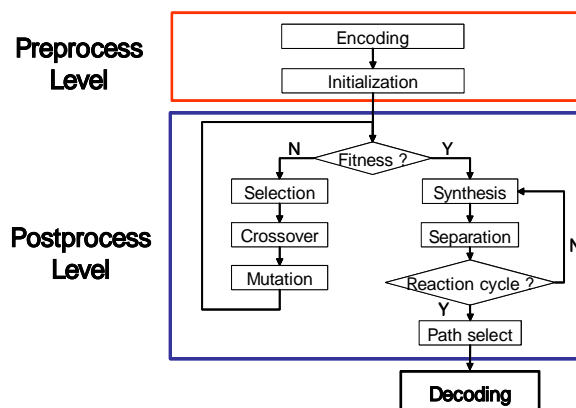 Preprocess
Level
Encoding
Initialization
Postprocess
Level
N
Fitness ?
Y
Selection
Crossover
Mutation
Synthesis
Separation
Reaction cycle ?
N
Y
Path select
Decoding